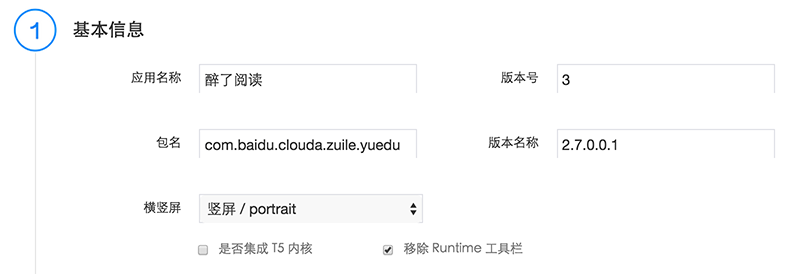 1 基本信息
应用名称 醉了阅读 版本号 3
包名 com.baidu.clouda.zuile.yuedu 版本名称 2.7.0.0.1
横竖屏 竖屏 / portrait
是否集成 T5 内核 移除 Runtime 工具栏